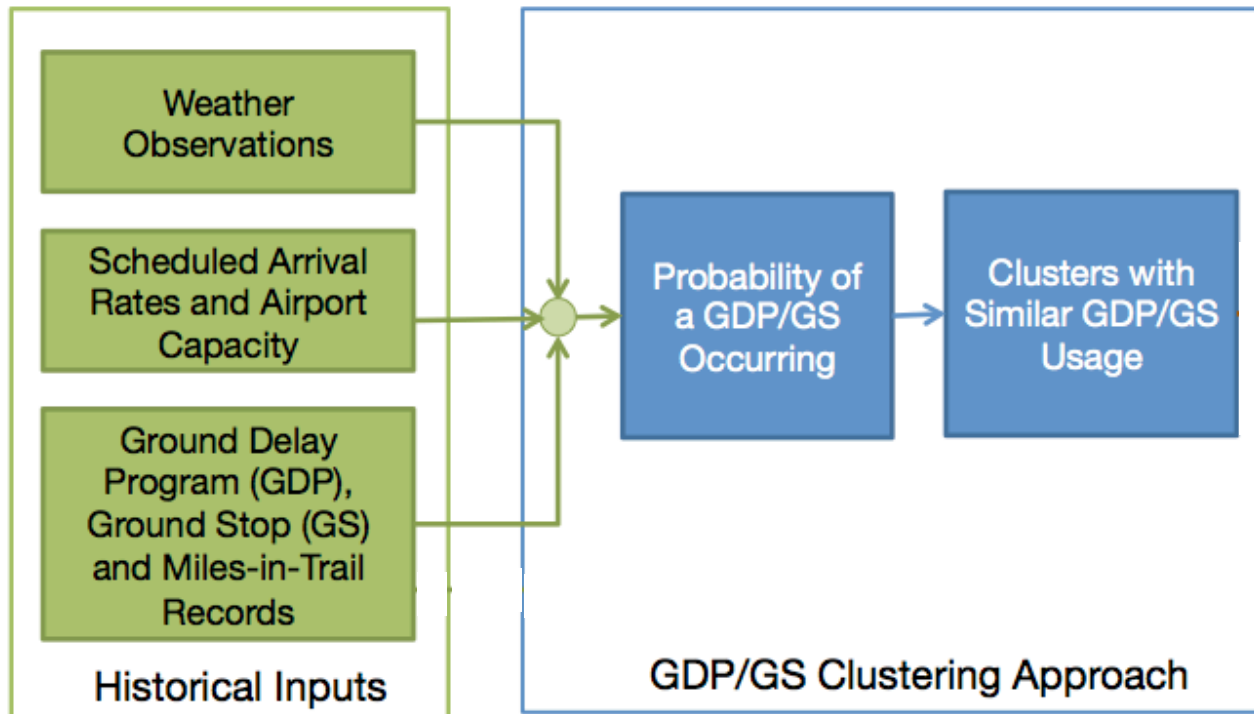 Weather
Observations
Scheduled Arrival
Rates and Airport
Capacity
Ground Delay
Program (GDP),
Ground Stop (GS)
and Miles-in-Trail
Records
Historical Inputs
Probability of
a GDP/GS
Occurring
Clusters with
Similar GDP/GS
Usage
GDP/GS Clustering Approach